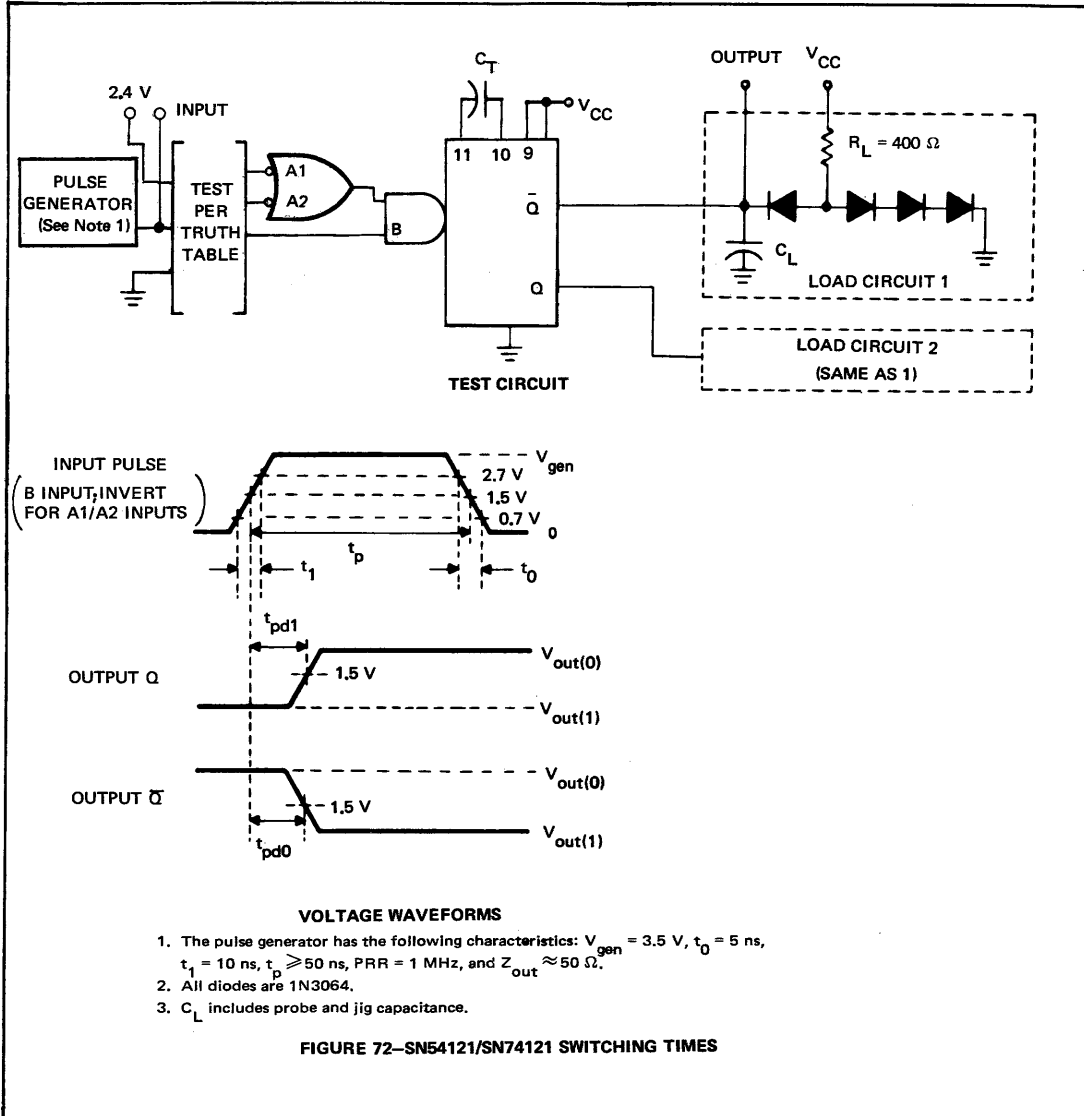 2.4 V
INPUT
PULSE
GENERATOR
(See Note 1)
TEST
PER
TRUTH
TABLE
A1
A2
B
C_T
11
10
9
V_CC
Q̅
Q
TEST CIRCUIT
OUTPUT
V_CC
R_L = 400 Ω
C_L
LOAD CIRCUIT 1
LOAD CIRCUIT 2
(SAME AS 1)
INPUT PULSE
B INPUT; INVERT
FOR A1/A2 INPUTS
V_gen
2.7 V
1.5 V
0.7 V
0
t_p
t_1
t_0
t_pd1
OUTPUT Q
1.5 V
V_out(0)
V_out(1)
OUTPUT Q̅
1.5 V
V_out(0)
V_out(1)
t_pd0
VOLTAGE WAVEFORMS
1. The pulse generator has the following characteristics: V_gen = 3.5 V, t_0 = 5 ns,
t_1 = 10 ns, t_p ⩾ 50 ns, PRR = 1 MHz, and Z_out ≈ 50 Ω.
2. All diodes are 1N3064.
3. C_L includes probe and jig capacitance.
FIGURE 72—SN54121/SN74121 SWITCHING TIMES